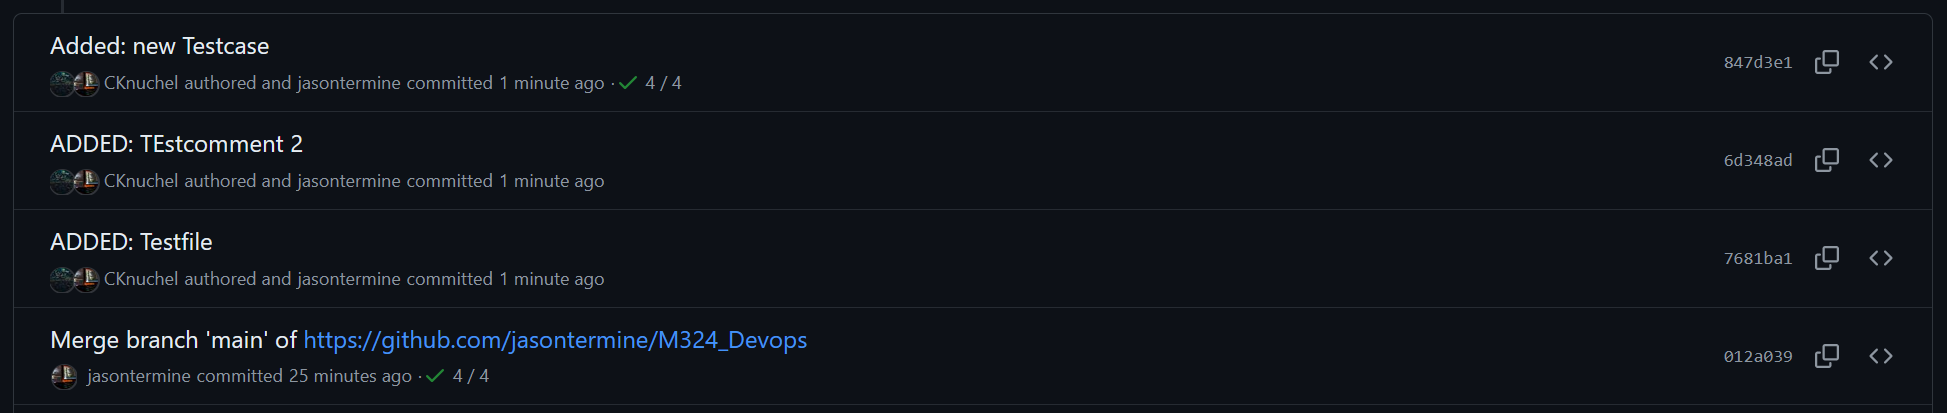 Added: new Testcase
CKnuchel authored and jasontermine committed 1 minute ago · 4 / 4
847d3e1
ADDED: TEstcomment 2
CKnuchel authored and jasontermine committed 1 minute ago
6d348ad
ADDED: Testfile
CKnuchel authored and jasontermine committed 1 minute ago
7681ba1
Merge branch 'main' of https://github.com/jasontermine/M324_Devops
jasontermine committed 25 minutes ago · 4 / 4
012a039